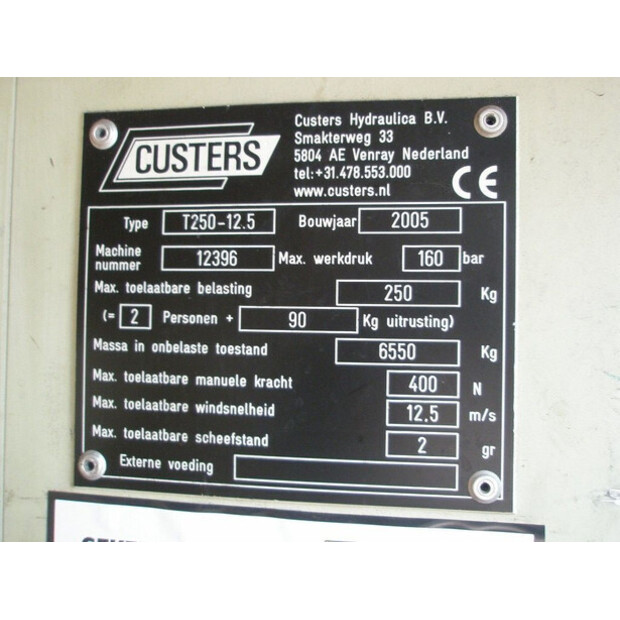 CUSTERS
Custers Hydraulica B.V.
Smakterweg 33
5804 AE Venray Nederland
tel:+31.478.553.000
www.custers.nl
CE
Type T250-12.5 Bouwjaar 2005
Machine nummer 12396 Max. werkdruk 160 bar
Max. toelaatbare belasting 250 Kg
(= 2 Personen + 90 Kg uitrusting)
Massa in onbelaste toestand 6550 Kg
Max. toelaatbare manuele kracht 400 N
Max. toelaatbare windsnelheid 12.5 m/s
Max. toelaatbare scheefstand 2 gr
Externe voeding